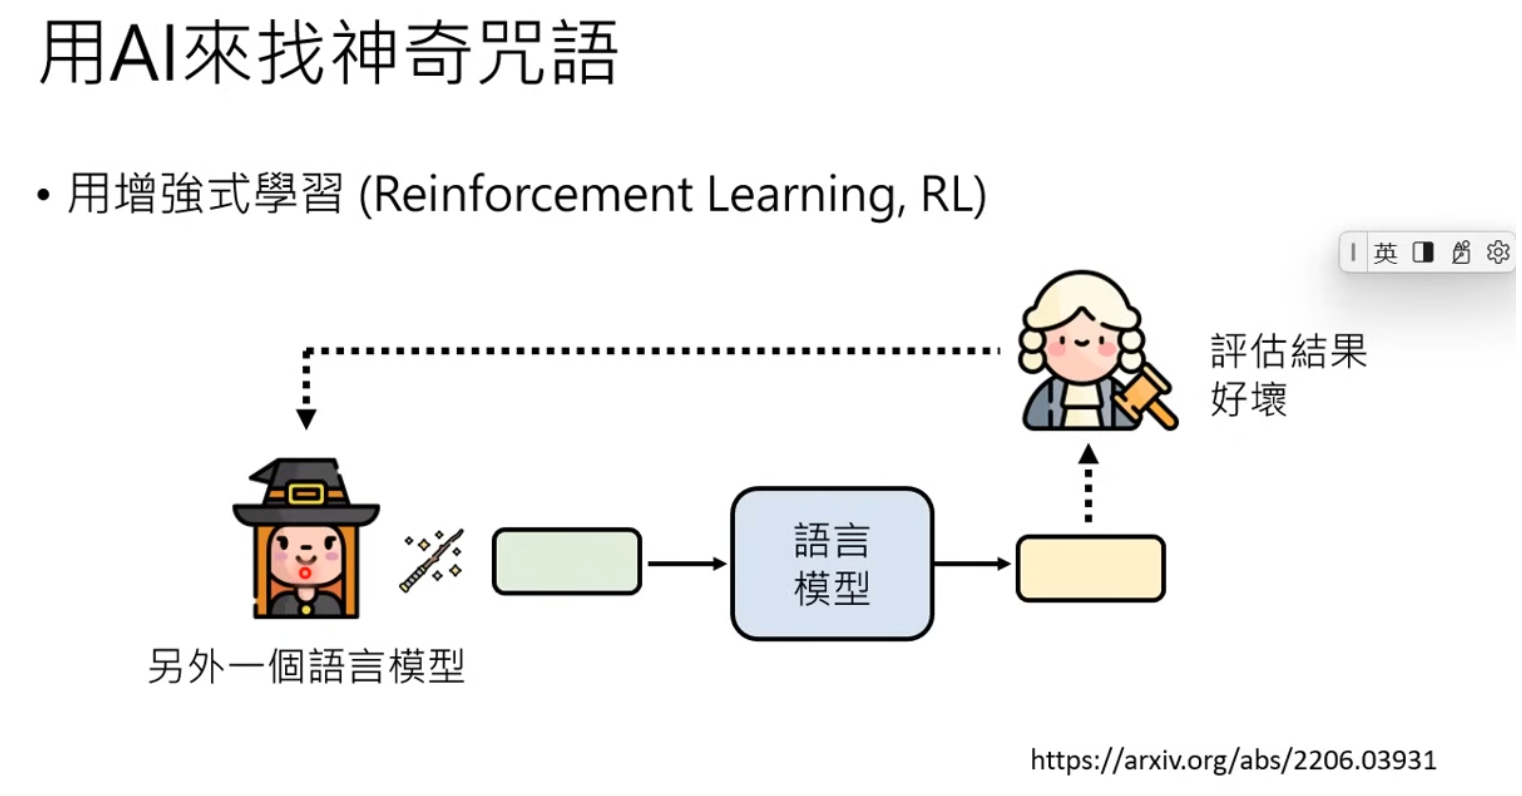 用AI來找神奇咒語
• 用增強式學習 (Reinforcement Learning, RL)
英
評估結果
好壞
語言
模型
另外一個語言模型
https://arxiv.org/abs/2206.03931